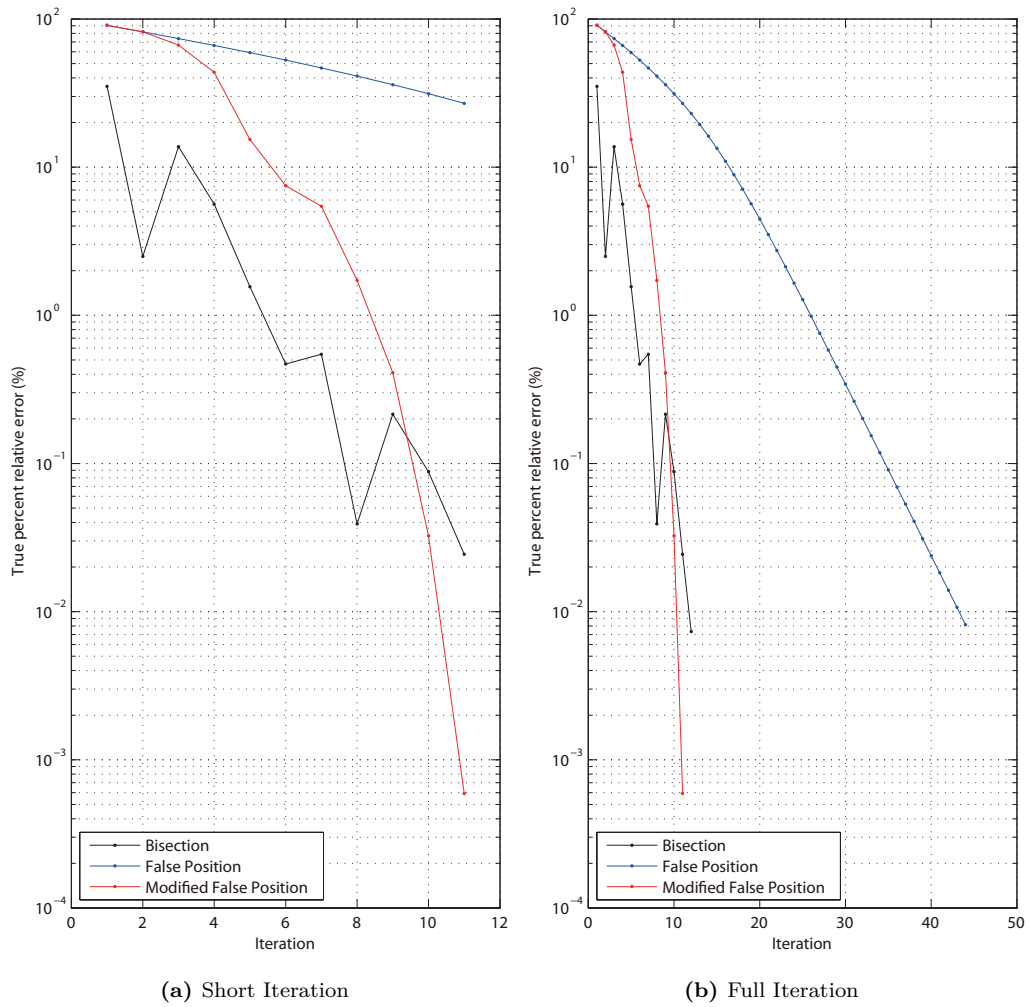 10^2
10^1
10^0
10^−1
10^−2
10^−3
10^−4
True percent relative error (%)
0 2 4 6 8 10 12
Iteration
Bisection
False Position
Modified False Position
(a) Short Iteration
10^2
10^1
10^0
10^−1
10^−2
10^−3
10^−4
True percent relative error (%)
0 10 20 30 40 50
Iteration
Bisection
False Position
Modified False Position
(b) Full Iteration